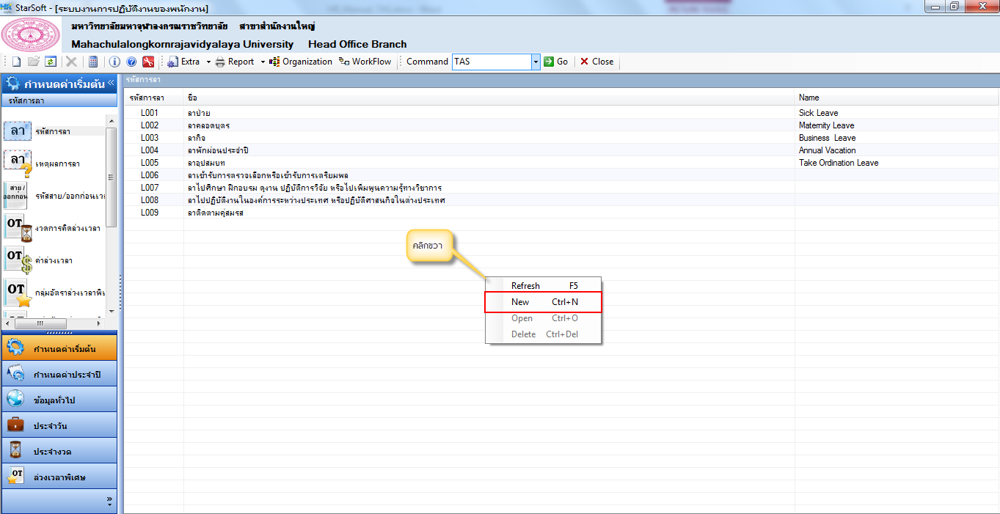 StarSoft - [ระบบงานการปฏิบัติงานของพนักงาน]
มหาวิทยาลัยมหาจุฬาลงกรณราชวิทยาลัย สาขาสำนักงานใหญ่
Mahachulalongkornrajavidyalaya University Head Office Branch
Extra Report Organization WorkFlow Command TAS Go Close
กำหนดค่าเริ่มต้น «
รหัสการลา
รหัสการลา
รหัสการลา ชื่อ Name
L001 ลาป่วย Sick Leave
L002 ลาคลอดบุตร Maternity Leave
L003 ลากิจ Business Leave
L004 ลาพักผ่อนประจำปี Annual Vacation
L005 ลาอุปสมบท Take Ordination Leave
L006 ลาเข้ารับการตรวจเลือกหรือเข้ารับการเตรียมพล
L007 ลาไปศึกษา ฝึกอบรม ดูงาน ปฏิบัติการวิจัย หรือไปเพิ่มพูนความรู้ทางวิชาการ
L008 ลาไปปฏิบัติงานในองค์การระหว่างประเทศ หรือปฏิบัติศาสนกิจในต่างประเทศ
L009 ลาติดตามคู่สมรส
คลิกขวา
Refresh F5
New Ctrl+N
Open Ctrl+O
Delete Ctrl+Del
ลา รหัสการลา
ลา เหตุผลการลา
สาย/
ออกก่อน รหัสสาย/ออกก่อนเวล
OT งวดการคิดล่วงเวลา
OT ค่าล่วงเวลา
OT กลุ่มอัตราล่วงเวลาพิเ
กำหนดค่าเริ่มต้น
กำหนดค่าประจำปี
ข้อมูลทั่วไป
ประจำวัน
ประจำงวด
OT ล่วงเวลาพิเศษ